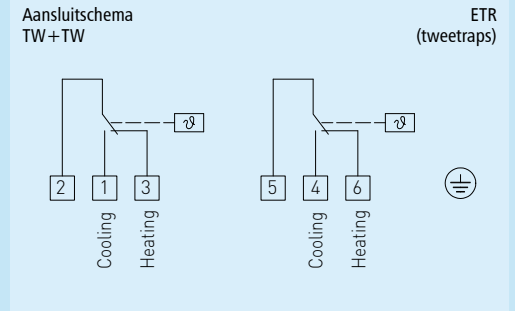 Aansluitschema
TW+TW
ETR
(tweetraps)
ϑ
ϑ
2 1 3
5 4 6
Cooling
Heating
Cooling
Heating